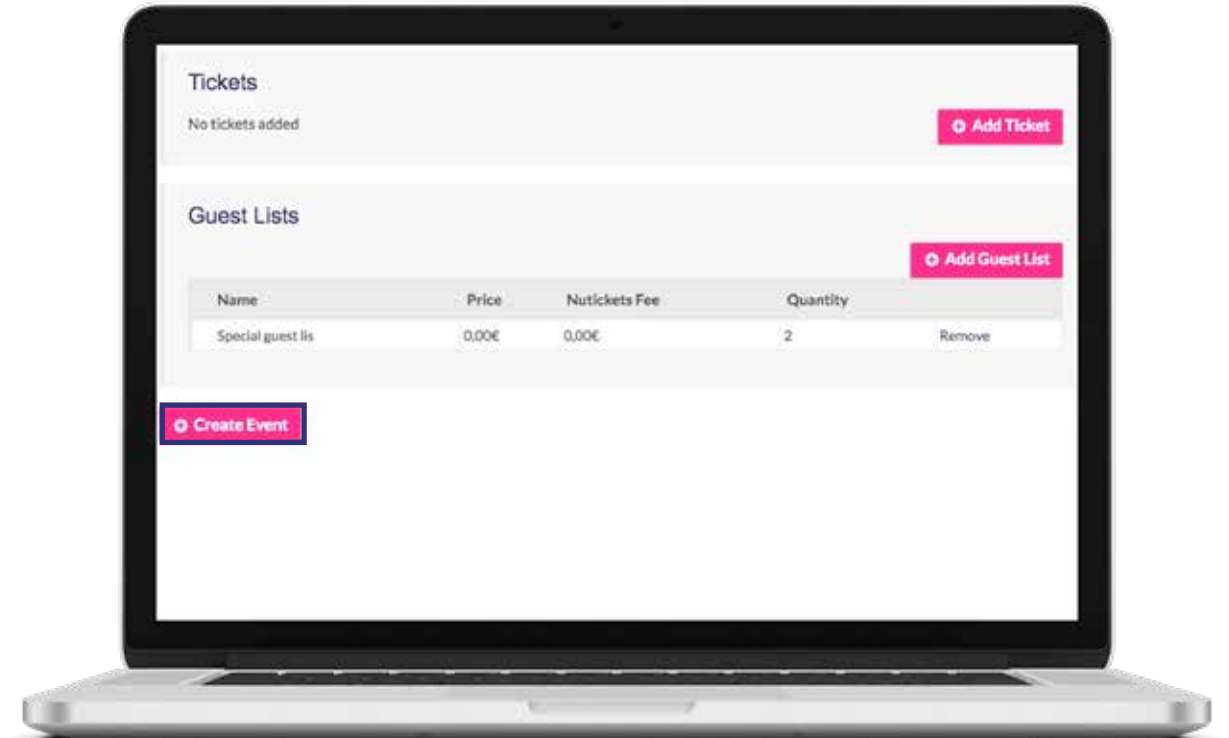 Tickets
No tickets added
Add Ticket
Guest Lists
Add Guest List
Name Price Nutickets Fee Quantity
Special guest lis 0,00€ 0,00€ 2 Remove
Create Event